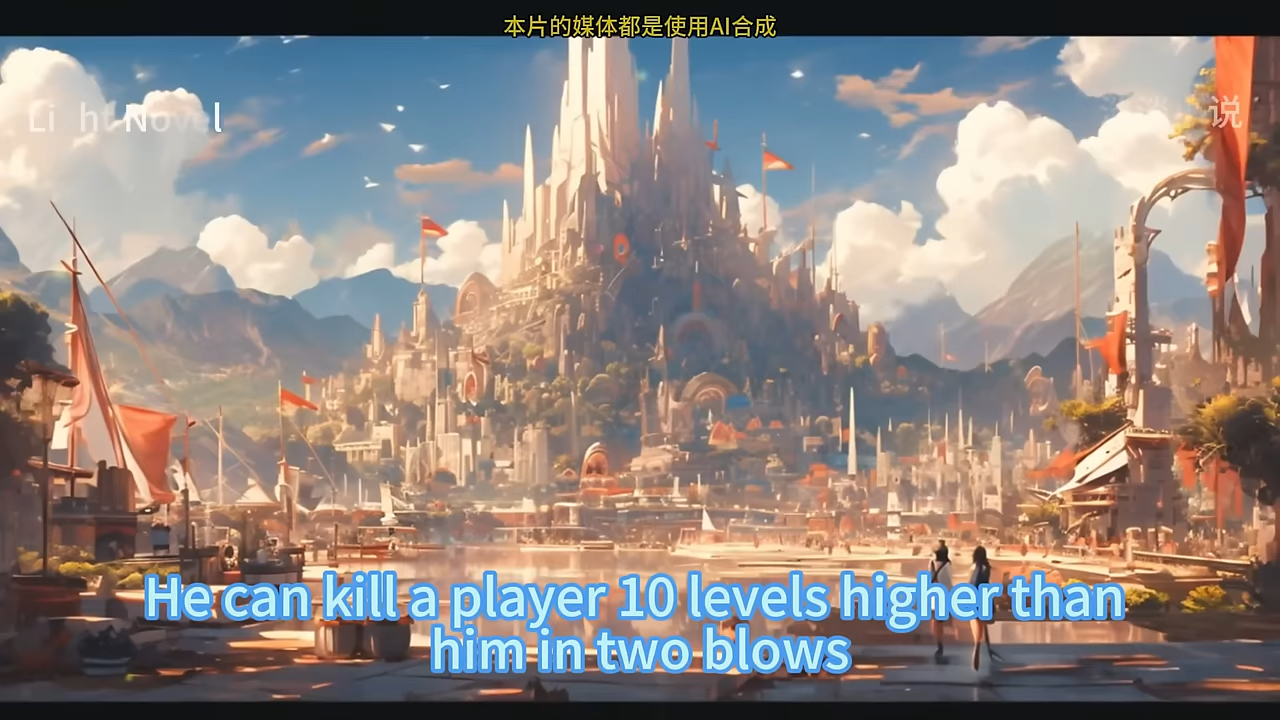 本片的媒体都是使用AI合成
Light Novel
说
He can kill a player 10 levels higher than
him in two blows